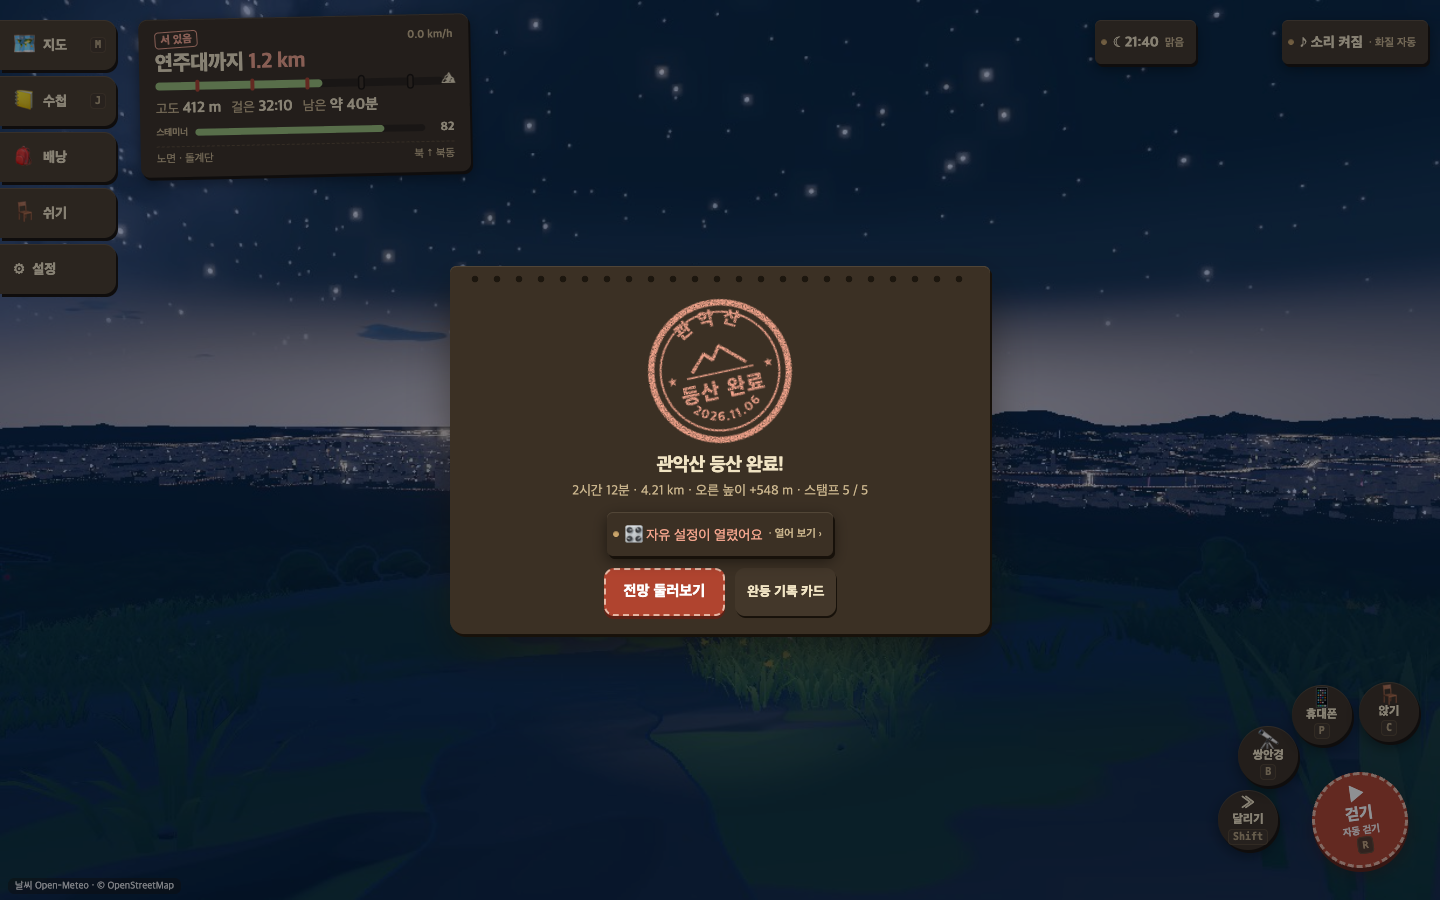 지도 M
수첩 J
배낭
쉬기
⚙ 설정
서 있음
0.0 km/h
연주대까지 1.2 km
고도 412 m 걸은 32:10 남은 약 40분
스태미너 82
노면 · 돌계단
북 ↑ 북동
☾ 21:40 맑음
♪ 소리 켜짐 · 화질 자동
관악산
등산 완료
2026.11.06
관악산 등산 완료!
2시간 12분 · 4.21 km · 오른 높이 +548 m · 스탬프 5 / 5
자유 설정이 열렸어요 · 열어 보기 ›
전망 둘러보기
완등 기록 카드
휴대폰
P
앉기
C
쌍안경
B
달리기
Shift
걷기
자동 걷기
R
날씨 Open-Meteo · © OpenStreetMap